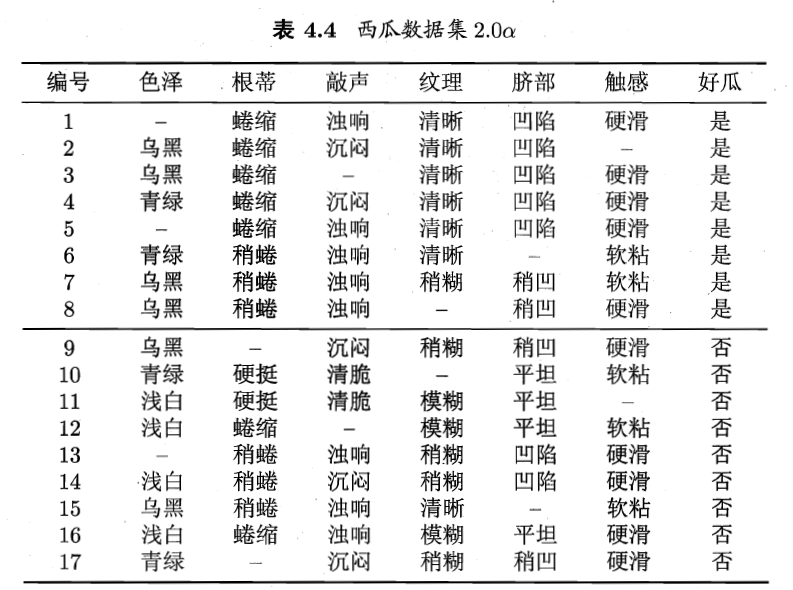 表 4.4 西瓜数据集 2.0α
编号 色泽 根蒂 敲声 纹理 脐部 触感 好瓜
1 – 蜷缩 浊响 清晰 凹陷 硬滑 是
2 乌黑 蜷缩 沉闷 清晰 凹陷 – 是
3 乌黑 蜷缩 – 清晰 凹陷 硬滑 是
4 青绿 蜷缩 沉闷 清晰 凹陷 硬滑 是
5 – 蜷缩 浊响 清晰 凹陷 硬滑 是
6 青绿 稍蜷 浊响 清晰 – 软粘 是
7 乌黑 稍蜷 浊响 稍糊 稍凹 软粘 是
8 乌黑 稍蜷 浊响 – 稍凹 硬滑 是
9 乌黑 – 沉闷 稍糊 稍凹 硬滑 否
10 青绿 硬挺 清脆 – 平坦 软粘 否
11 浅白 硬挺 清脆 模糊 平坦 – 否
12 浅白 蜷缩 – 模糊 平坦 软粘 否
13 – 稍蜷 浊响 稍糊 凹陷 硬滑 否
14 浅白 稍蜷 沉闷 稍糊 凹陷 硬滑 否
15 乌黑 稍蜷 浊响 清晰 – 软粘 否
16 浅白 蜷缩 浊响 模糊 平坦 硬滑 否
17 青绿 – 沉闷 稍糊 稍凹 硬滑 否